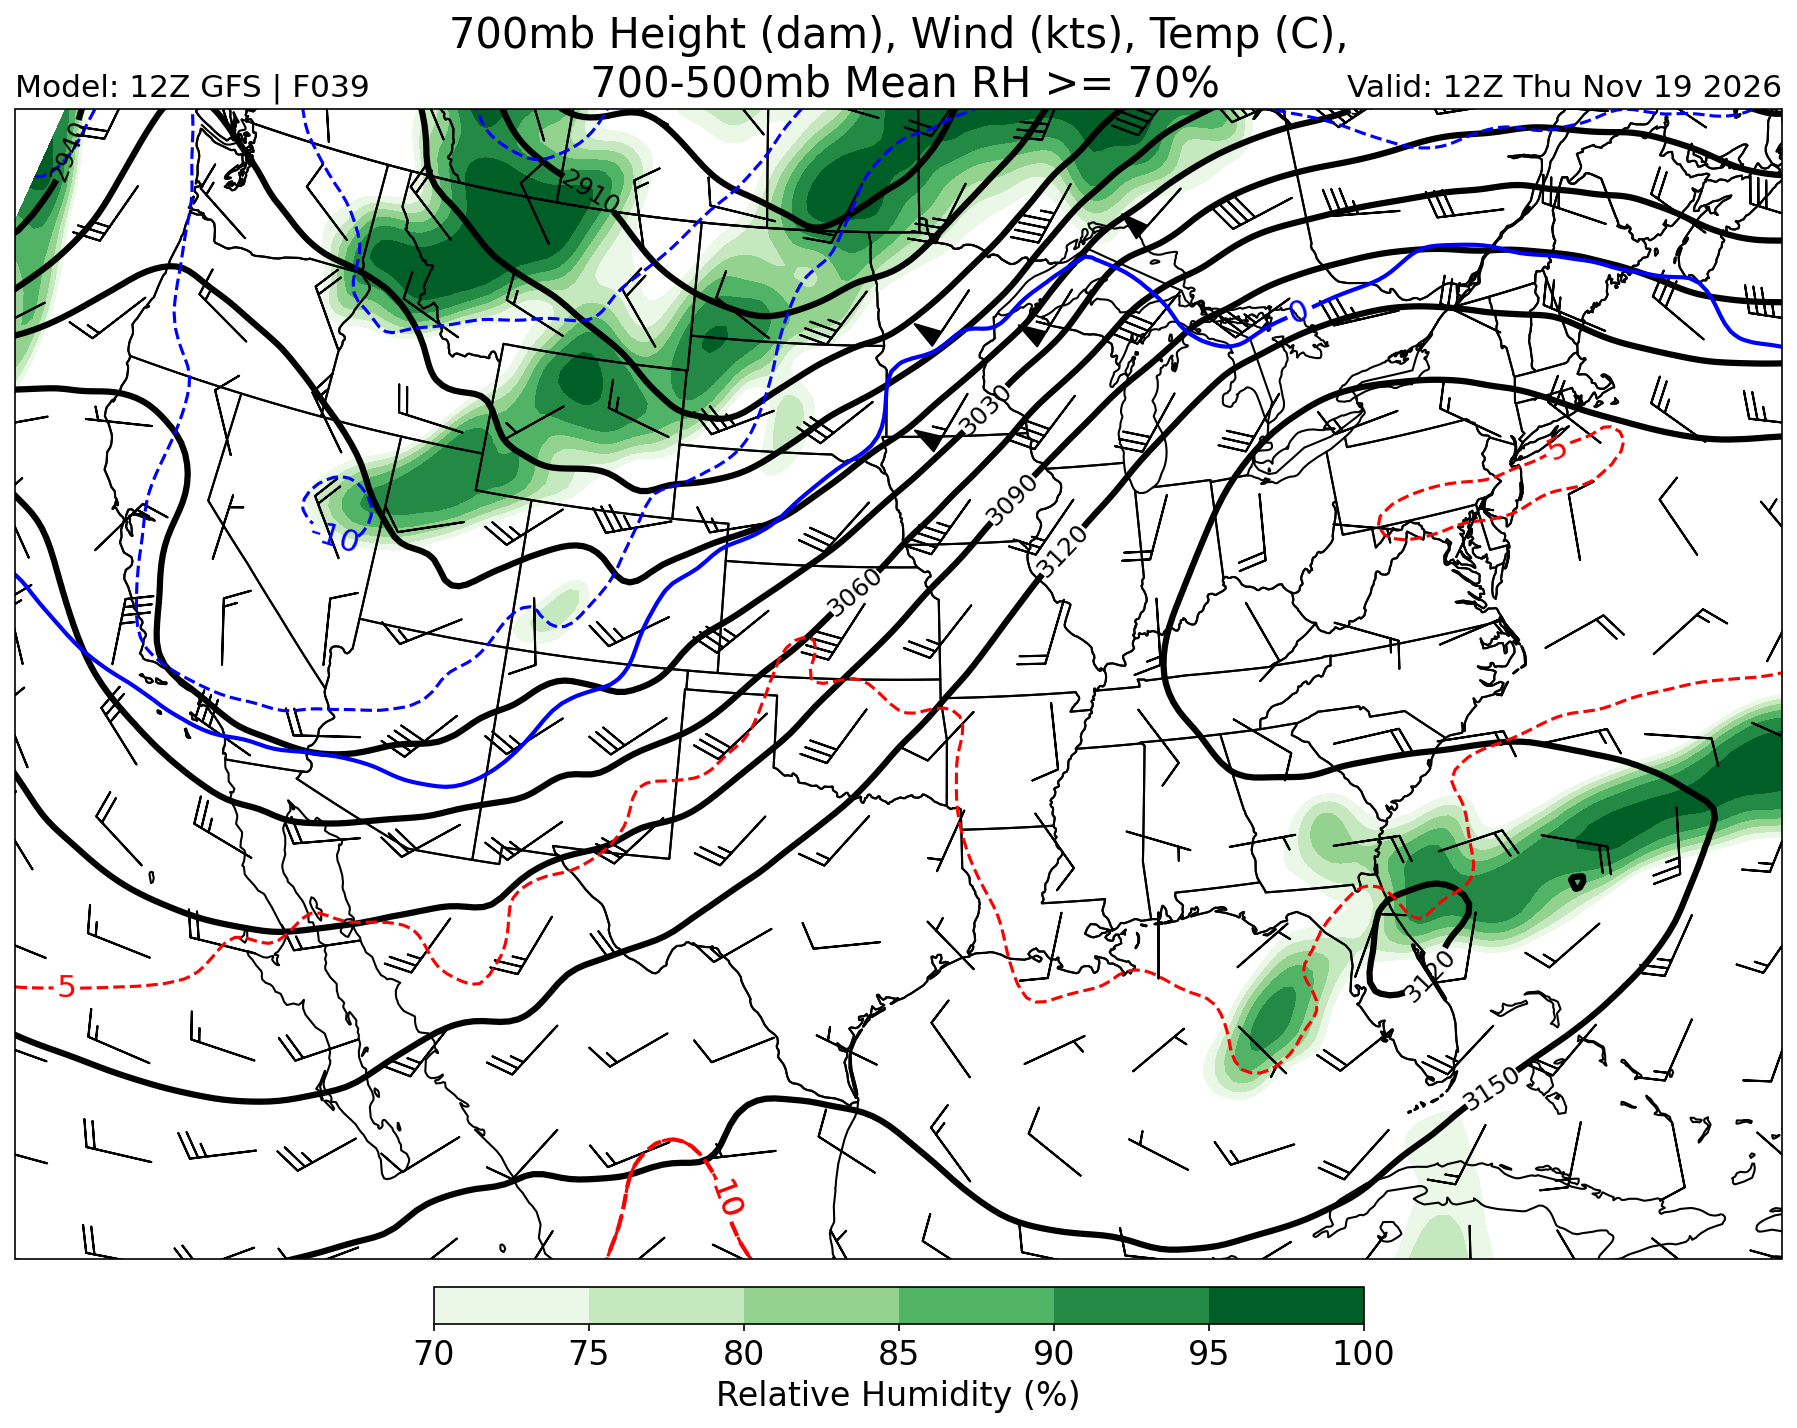 700mb Height (dam), Wind (kts), Temp (C),
700-500mb Mean RH >= 70%
Model: 12Z GFS | F039
Valid: 12Z Thu Nov 19 2026
2940
2910
0
3030
5
3090
-10
3120
3060
5
3120
3150
10
70 75 80 85 90 95 100
Relative Humidity (%)